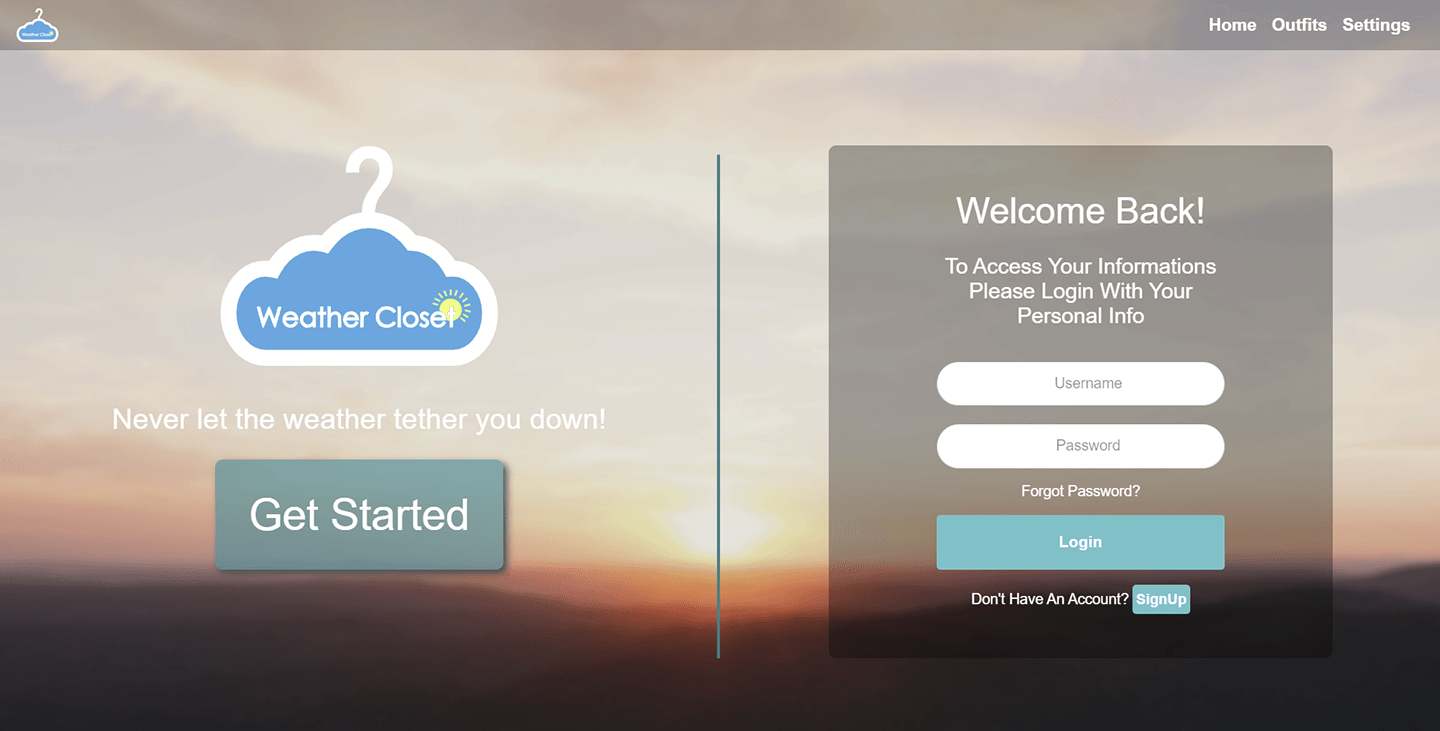 Weather Closet
Home Outfits Settings
Weather Closet
Never let the weather tether you down!
Get Started
Welcome Back!
To Access Your Informations
Please Login With Your
Personal Info
Username
Password
Forgot Password?
Login
Don't Have An Account? SignUp